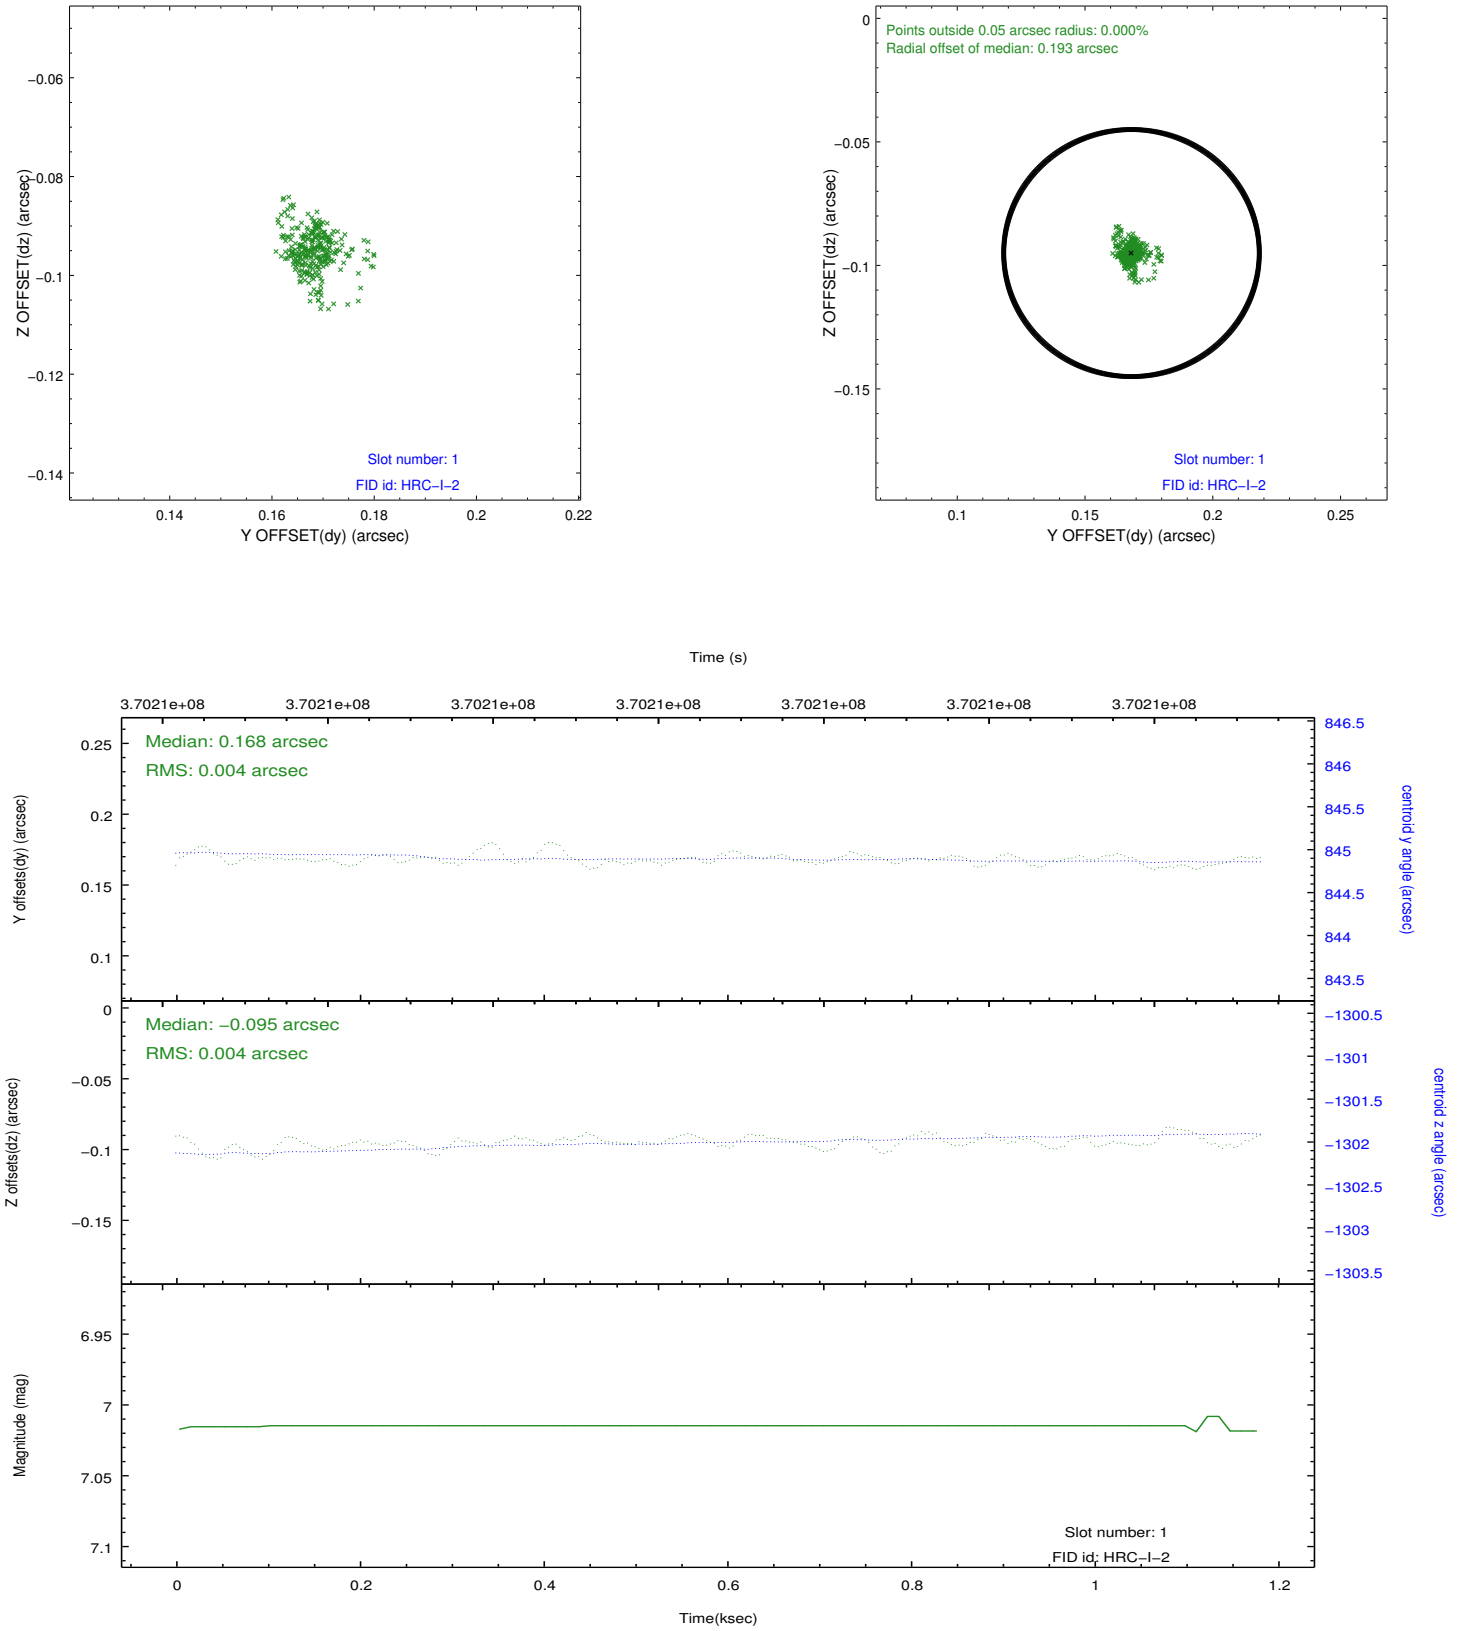 −0.06
−0.08
−0.1
−0.12
−0.14
Z OFFSET(dz) (arcsec)
0.14
0.16
0.18
0.2
0.22
Y OFFSET(dy) (arcsec)
Slot number: 1
FID id: HRC−I−2
Points outside 0.05 arcsec radius: 0.000%
Radial offset of median: 0.193 arcsec
0
−0.05
−0.1
−0.15
Z OFFSET(dz) (arcsec)
Slot number: 1
FID id: HRC−I−2
0.1
0.15
0.2
0.25
Y OFFSET(dy) (arcsec)
Time (s)
3.7021e+08 3.7021e+08 3.7021e+08 3.7021e+08 3.7021e+08 3.7021e+08 3.7021e+08
Median: 0.168 arcsec
RMS: 0.004 arcsec
0.25
0.2
0.15
0.1
Y offsets(dy) (arcsec)
846.5
846
845.5
845
844.5
844
843.5
centroid y angle (arcsec)
Median: −0.095 arcsec
RMS: 0.004 arcsec
0
−0.05
−0.1
−0.15
Z offsets(dz) (arcsec)
−1300.5
−1301
−1301.5
−1302
−1302.5
−1303
−1303.5
centroid z angle (arcsec)
6.95
7
7.05
7.1
Magnitude (mag)
Slot number: 1
FID id: HRC−I−2
0 0.2 0.4 0.6 0.8 1 1.2
Time(ksec)